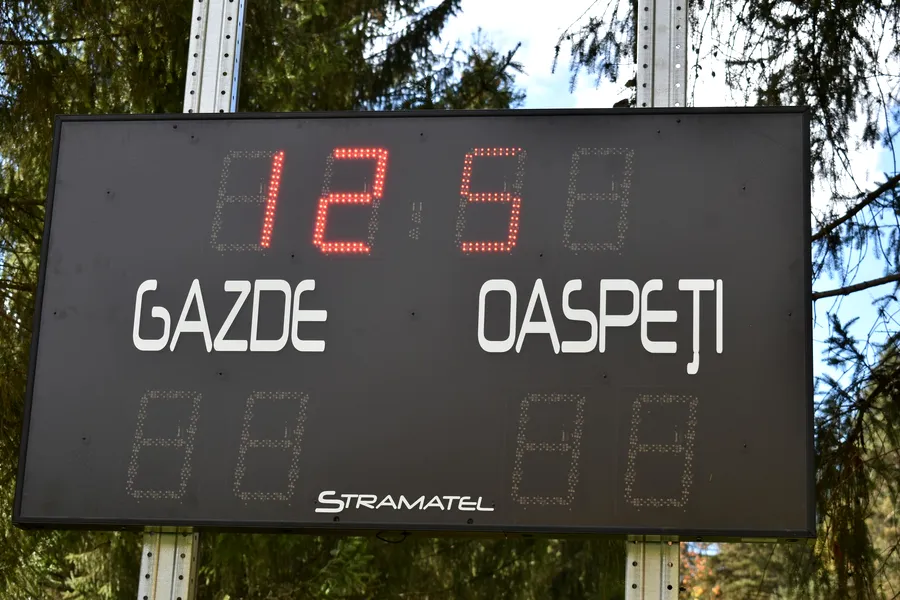 12 5
GAZDE OASPEȚI
STRAMATEL